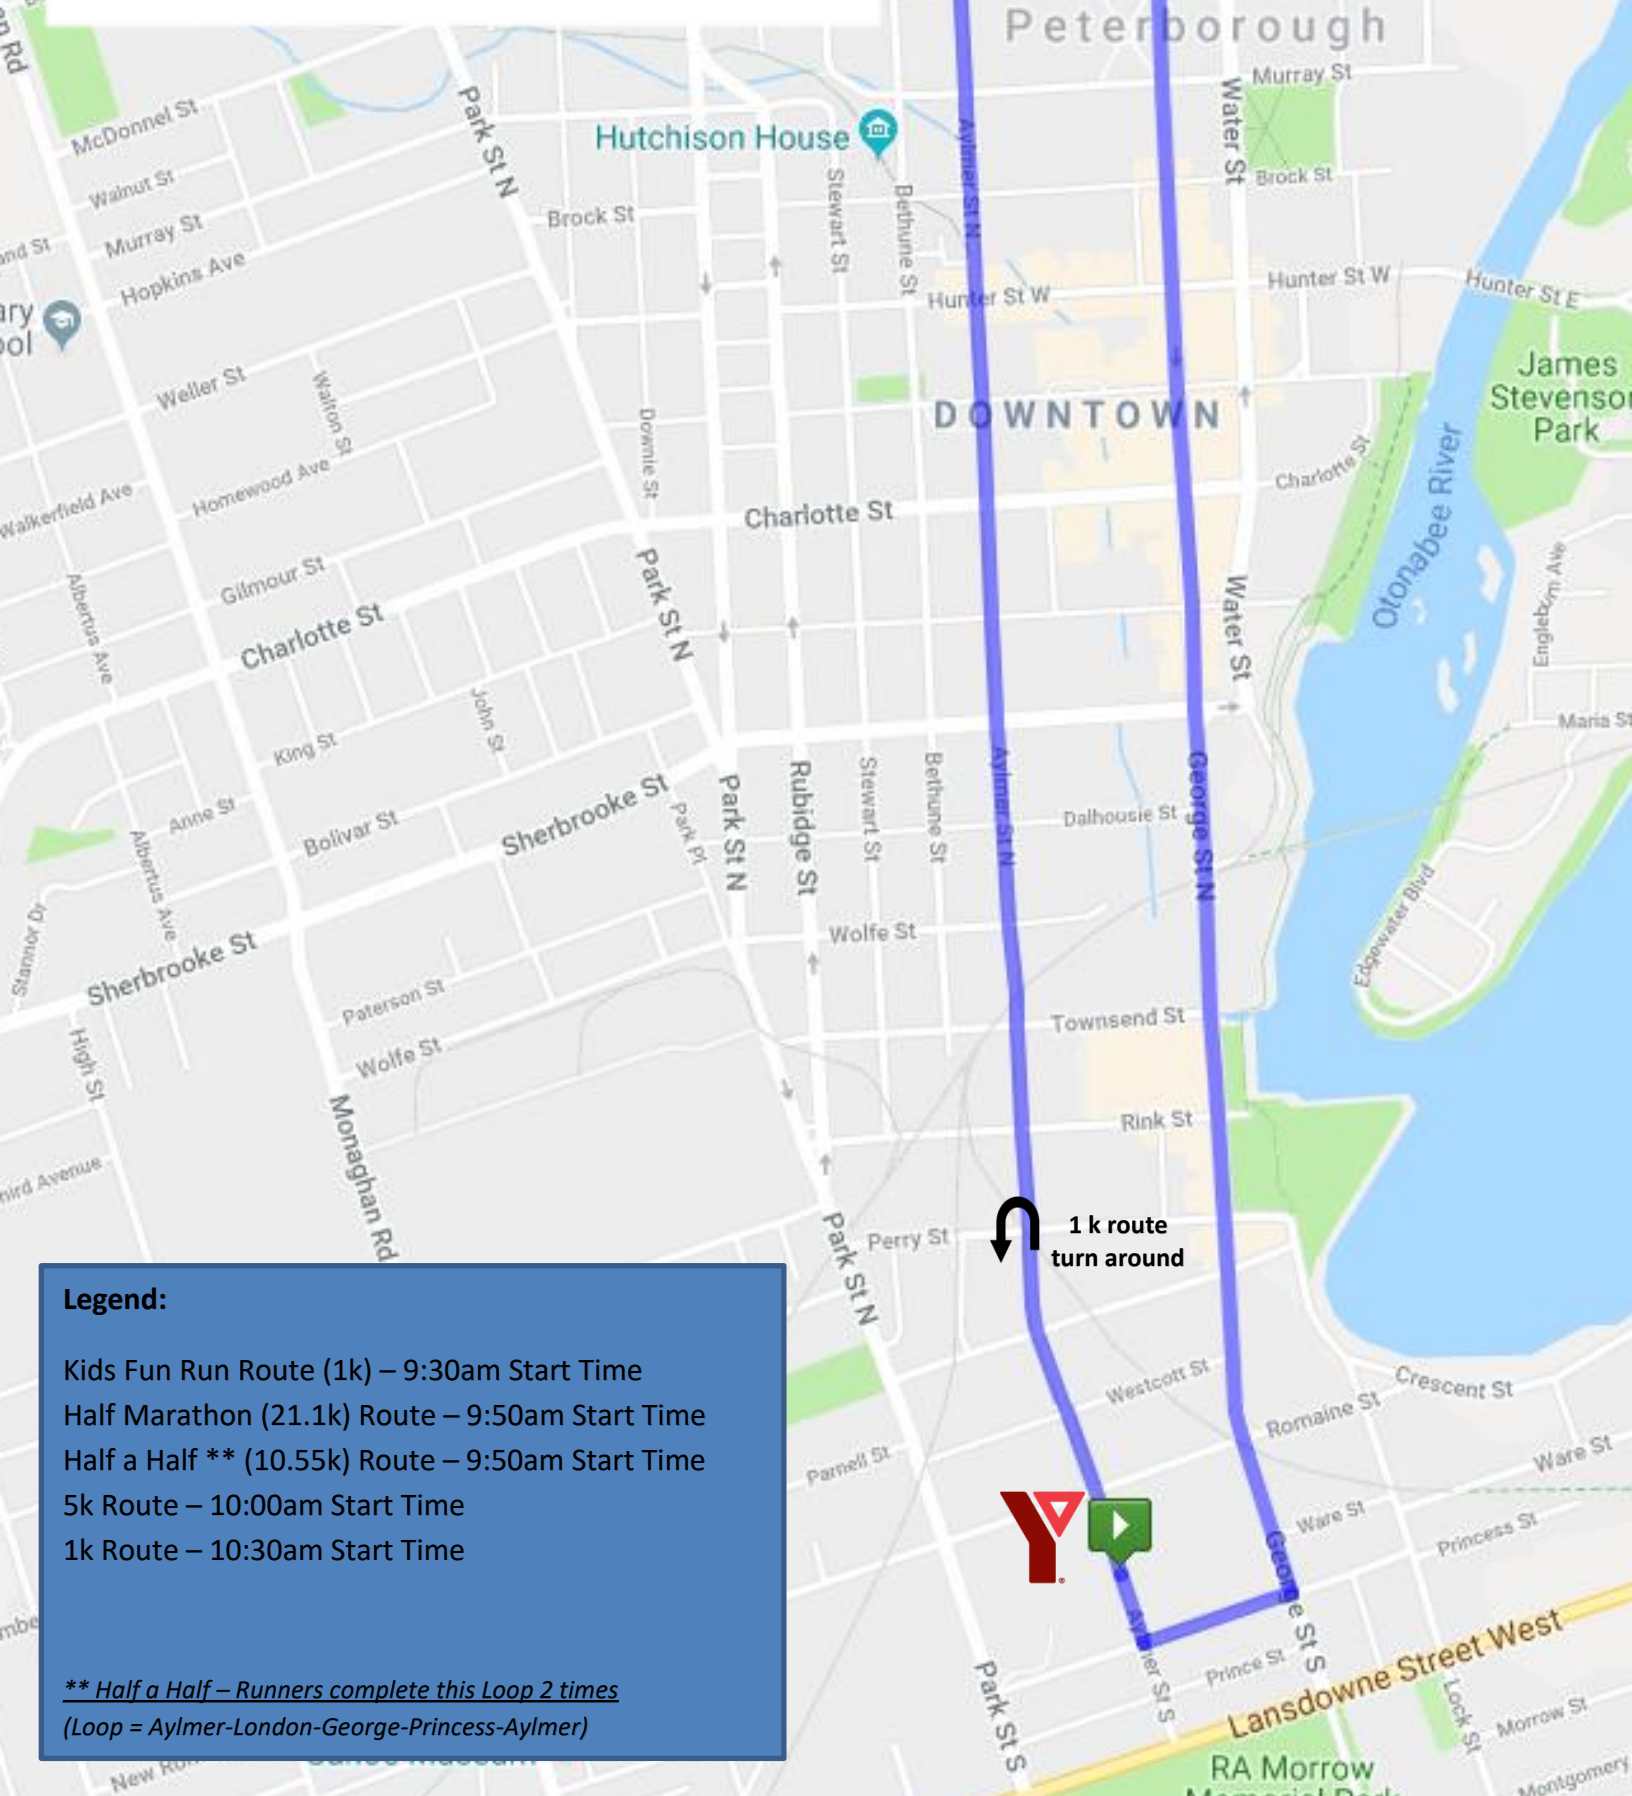 Peterborough
Murray St
McDonnel St
Park St N
Water St
Hutchison House
Aylmer St N
Walnut St
Brock St
Stewart St
Bethune St
Brock St
Murray St
Hopkins Ave
Hunter St W
Hunter St W
Hunter St E
James
Weller St
Walton St
DOWNTOWN
Park
Downie St
Homewood Ave
Charlotte St
Otonabee River
Walkerfield Ave
Charlotte St
Gilmour St
Park St N
Albertus Ave
Water St
Engleburn Ave
Charlotte St
John St
King St
Maria St
Aylmer St N
George St N
Sherbrooke St
Park St N
Rubidge St
Stewart St
Bethune St
Dalhousie St
Anne St
Bolivar St
Park Pl
Albertus Ave
Edgewater Blvd
Stannor Dr
Sherbrooke St
Wolfe St
Paterson St
Townsend St
High St
Wolfe St
Rink St
Monaghan Rd
Perry St
Park St N
1 k route
turn around
Westcott St
Crescent St
Romaine St
Parnell St
Ware St
Ware St
Princess St
George St S
Aylmer St S
Prince St
Park St S
Lansdowne Street West
Lock St
Morrow St
RA Morrow
Montgomery
Legend:
Kids Fun Run Route (1k) – 9:30am Start Time
Half Marathon (21.1k) Route – 9:50am Start Time
Half a Half ** (10.55k) Route – 9:50am Start Time
5k Route – 10:00am Start Time
1k Route – 10:30am Start Time
** Half a Half – Runners complete this Loop 2 times
(Loop = Aylmer-London-George-Princess-Aylmer)